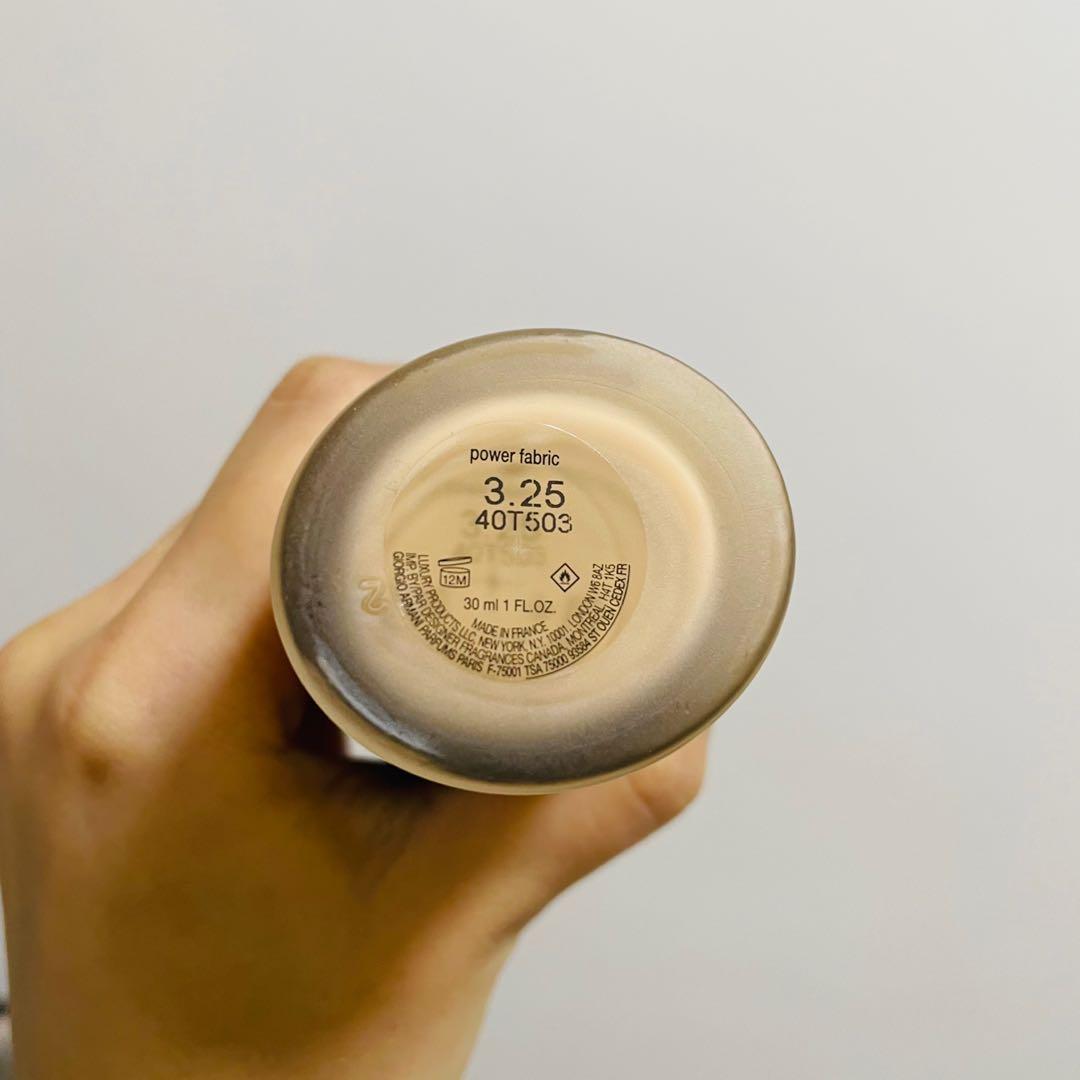 power fabric
3.25
40T503
12M
30 ml 1 FL.OZ.
MADE IN FRANCE
LUXURY PRODUCTS LLC, NEW YORK, N.Y. 10001, LONDON W6 8AZ
IMP. BY/PAR DESIGNER FRAGRANCES CANADA, MONTREAL, H4T 1K5
GIORGIO ARMANI PARFUMS PARIS F-75001 TSA 75000 93584 ST OUEN CEDEX FR
2